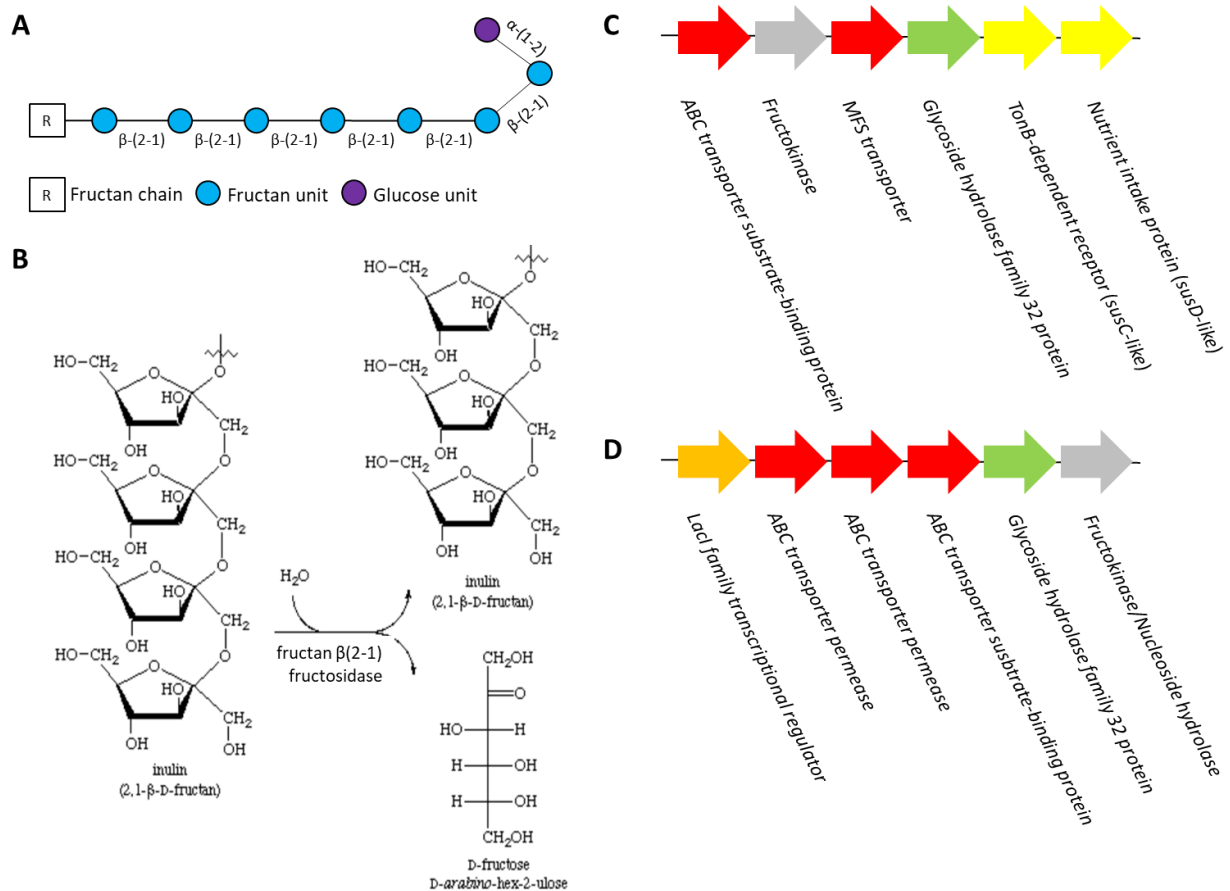 A
α-(1-2)
β-(2-1)
R
β-(2-1) β-(2-1) β-(2-1) β-(2-1) β-(2-1)
R Fructan chain Fructan unit Glucose unit
B
HO–CH₂
O
O
HO
CH₂
OH
O
HO–CH₂
O
HO
CH₂
OH
O
HO–CH₂
O
HO
CH₂
OH
O
HO–CH₂
O
HO
CH₂
OH
OH
inulin
(2,1-β-D-fructan)
H₂O
fructan β(2-1)
fructosidase
HO–CH₂
O
O
HO
CH₂
OH
O
HO–CH₂
O
HO
CH₂
OH
O
HO–CH₂
O
HO
CH₂
OH
OH
inulin
(2,1-β-D-fructan)
H₂C–OH
O
HO H
H OH
H OH
CH₂OH
D-fructose
D-arabino-hex-2-ulose
C
ABC transporter substrate-binding protein
Fructokinase
MFS transporter
Glycoside hydrolase family 32 protein
TonB-dependent receptor (susC-like)
Nutrient intake protein (susD-like)
D
LacI family transcriptional regulator
ABC transporter permease
ABC transporter permease
ABC transporter susbtrate-binding protein
Glycoside hydrolase family 32 protein
Fructokinase/Nucleoside hydrolase